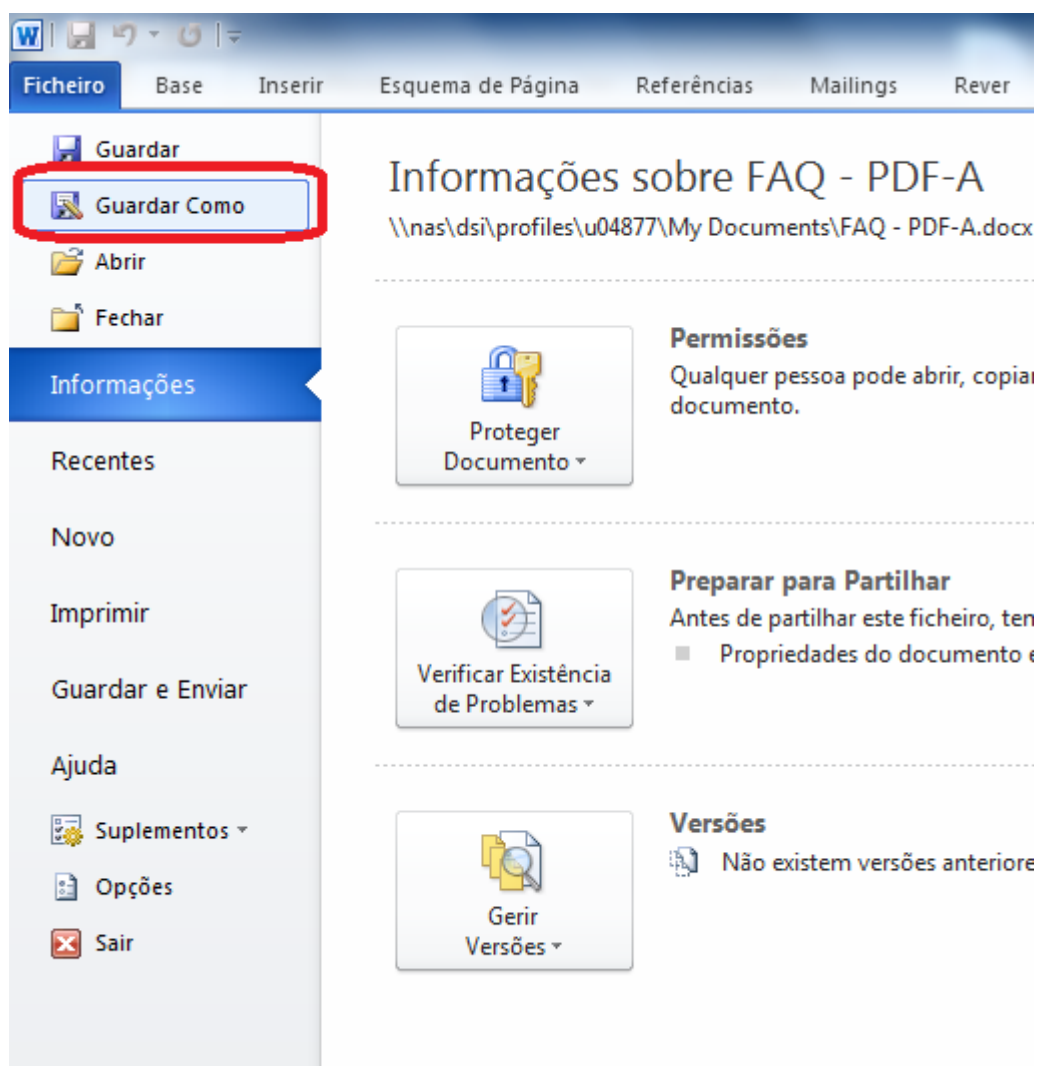 W
Ficheiro Base Inserir Esquema de Página Referências Mailings Rever
Guardar
Guardar Como
Abrir
Fechar
Informações
Recentes
Novo
Imprimir
Guardar e Enviar
Ajuda
Suplementos
Opções
Sair
Informações sobre FAQ - PDF-A
\\nas\dsi\profiles\u04877\My Documents\FAQ - PDF-A.docx
Proteger
Documento
Permissões
Qualquer pessoa pode abrir, copiar
documento.
Verificar Existência
de Problemas
Preparar para Partilhar
Antes de partilhar este ficheiro, ten
Propriedades do documento e
Gerir
Versões
Versões
Não existem versões anteriore